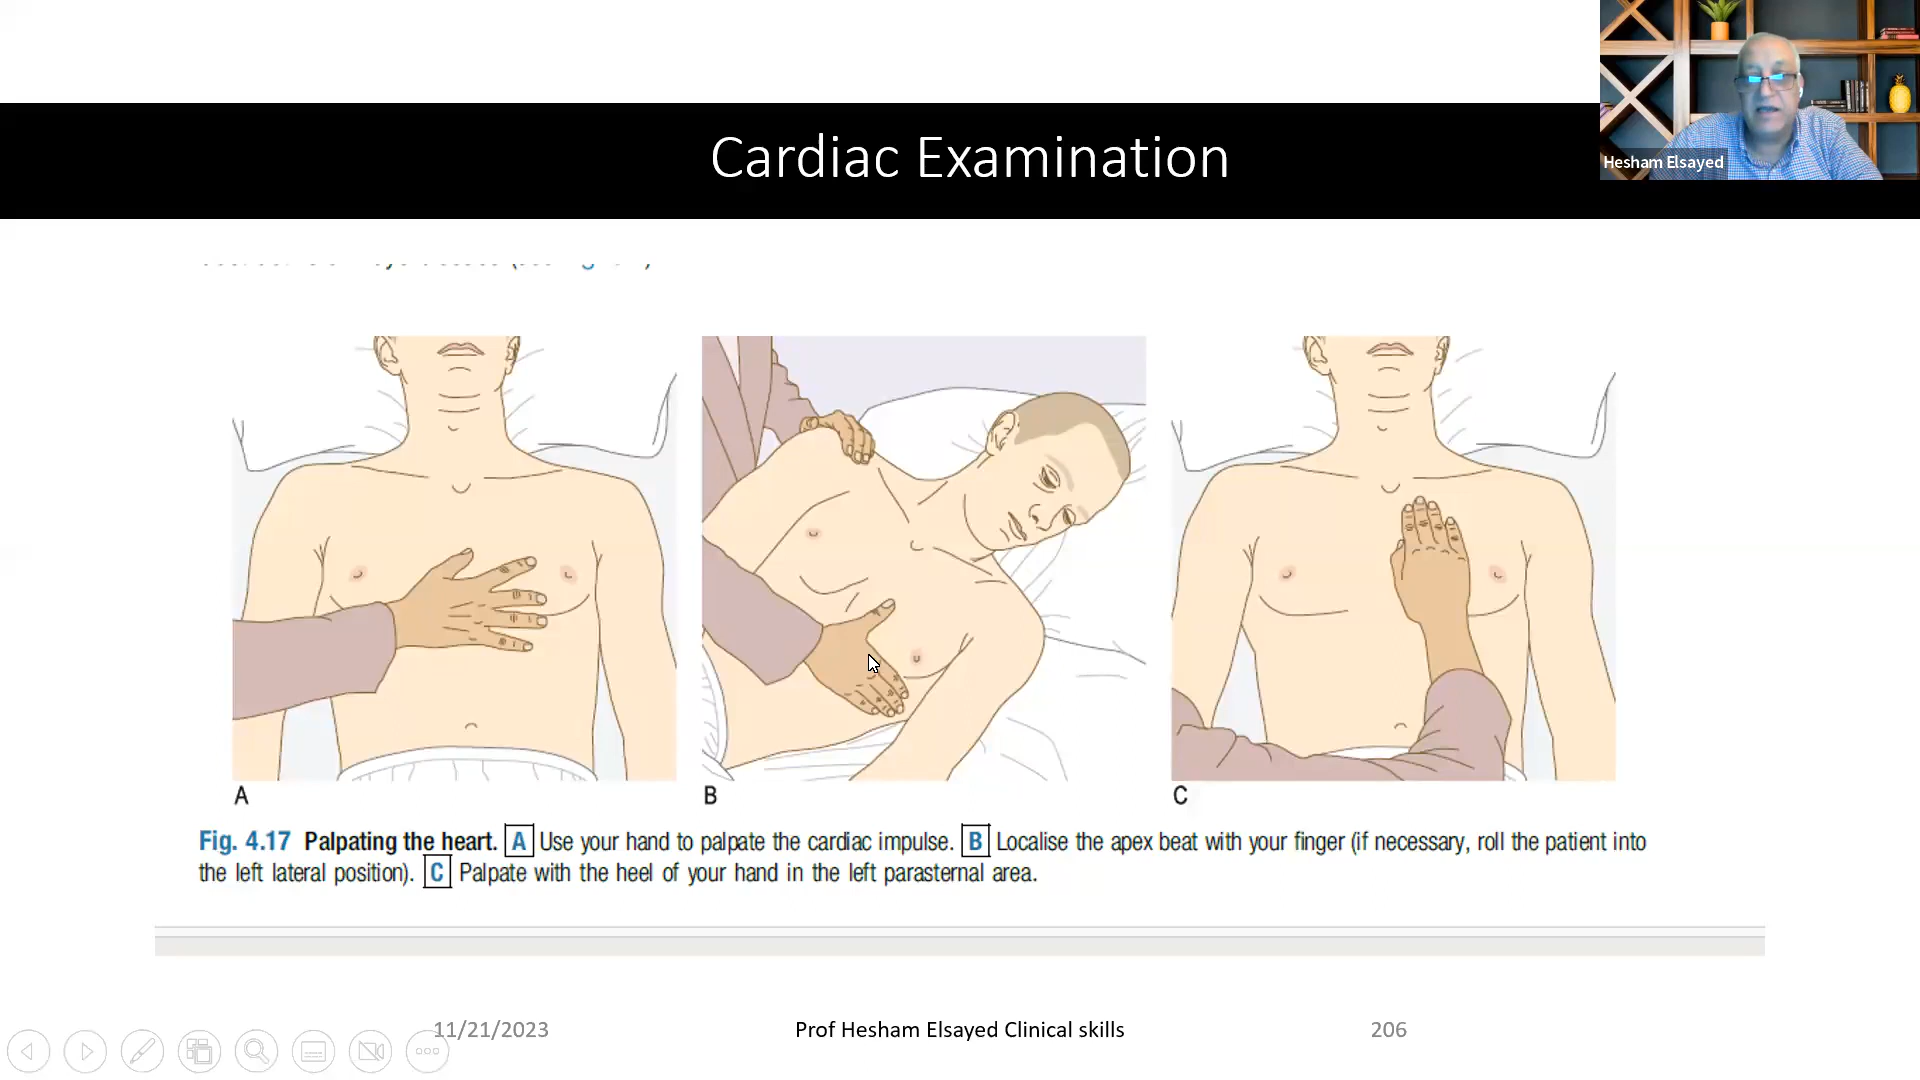 Cardiac Examination
Hesham Elsayed
A
B
C
Fig. 4.17 Palpating the heart. A Use your hand to palpate the cardiac impulse. B Localise the apex beat with your finger (if necessary, roll the patient into
the left lateral position). C Palpate with the heel of your hand in the left parasternal area.
11/21/2023
Prof Hesham Elsayed Clinical skills
206